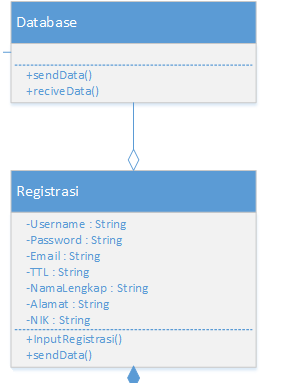 Database
+sendData()
+reciveData()
Registrasi
-Username : String
-Password : String
-Email : String
-TTL : String
-NamaLengkap : String
-Alamat : String
-NIK : String
+InputRegistrasi()
+sendData()